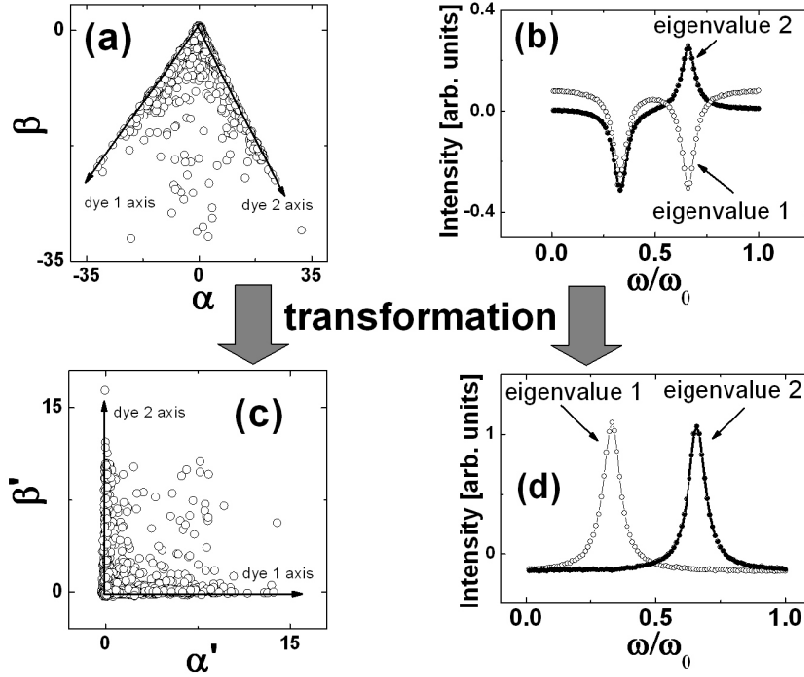 (a)
β
0
-35
dye 1 axis
dye 2 axis
-35
0
35
α
(b)
Intensity [arb. units]
0.4
0.0
-0.4
eigenvalue 2
eigenvalue 1
0.0
0.5
1.0
ω/ω0
transformation
(c)
β'
15
0
dye 2 axis
dye 1 axis
0
15
α'
(d)
Intensity [arb. units]
1
0
eigenvalue 1
eigenvalue 2
0.0
0.5
1.0
ω/ω0